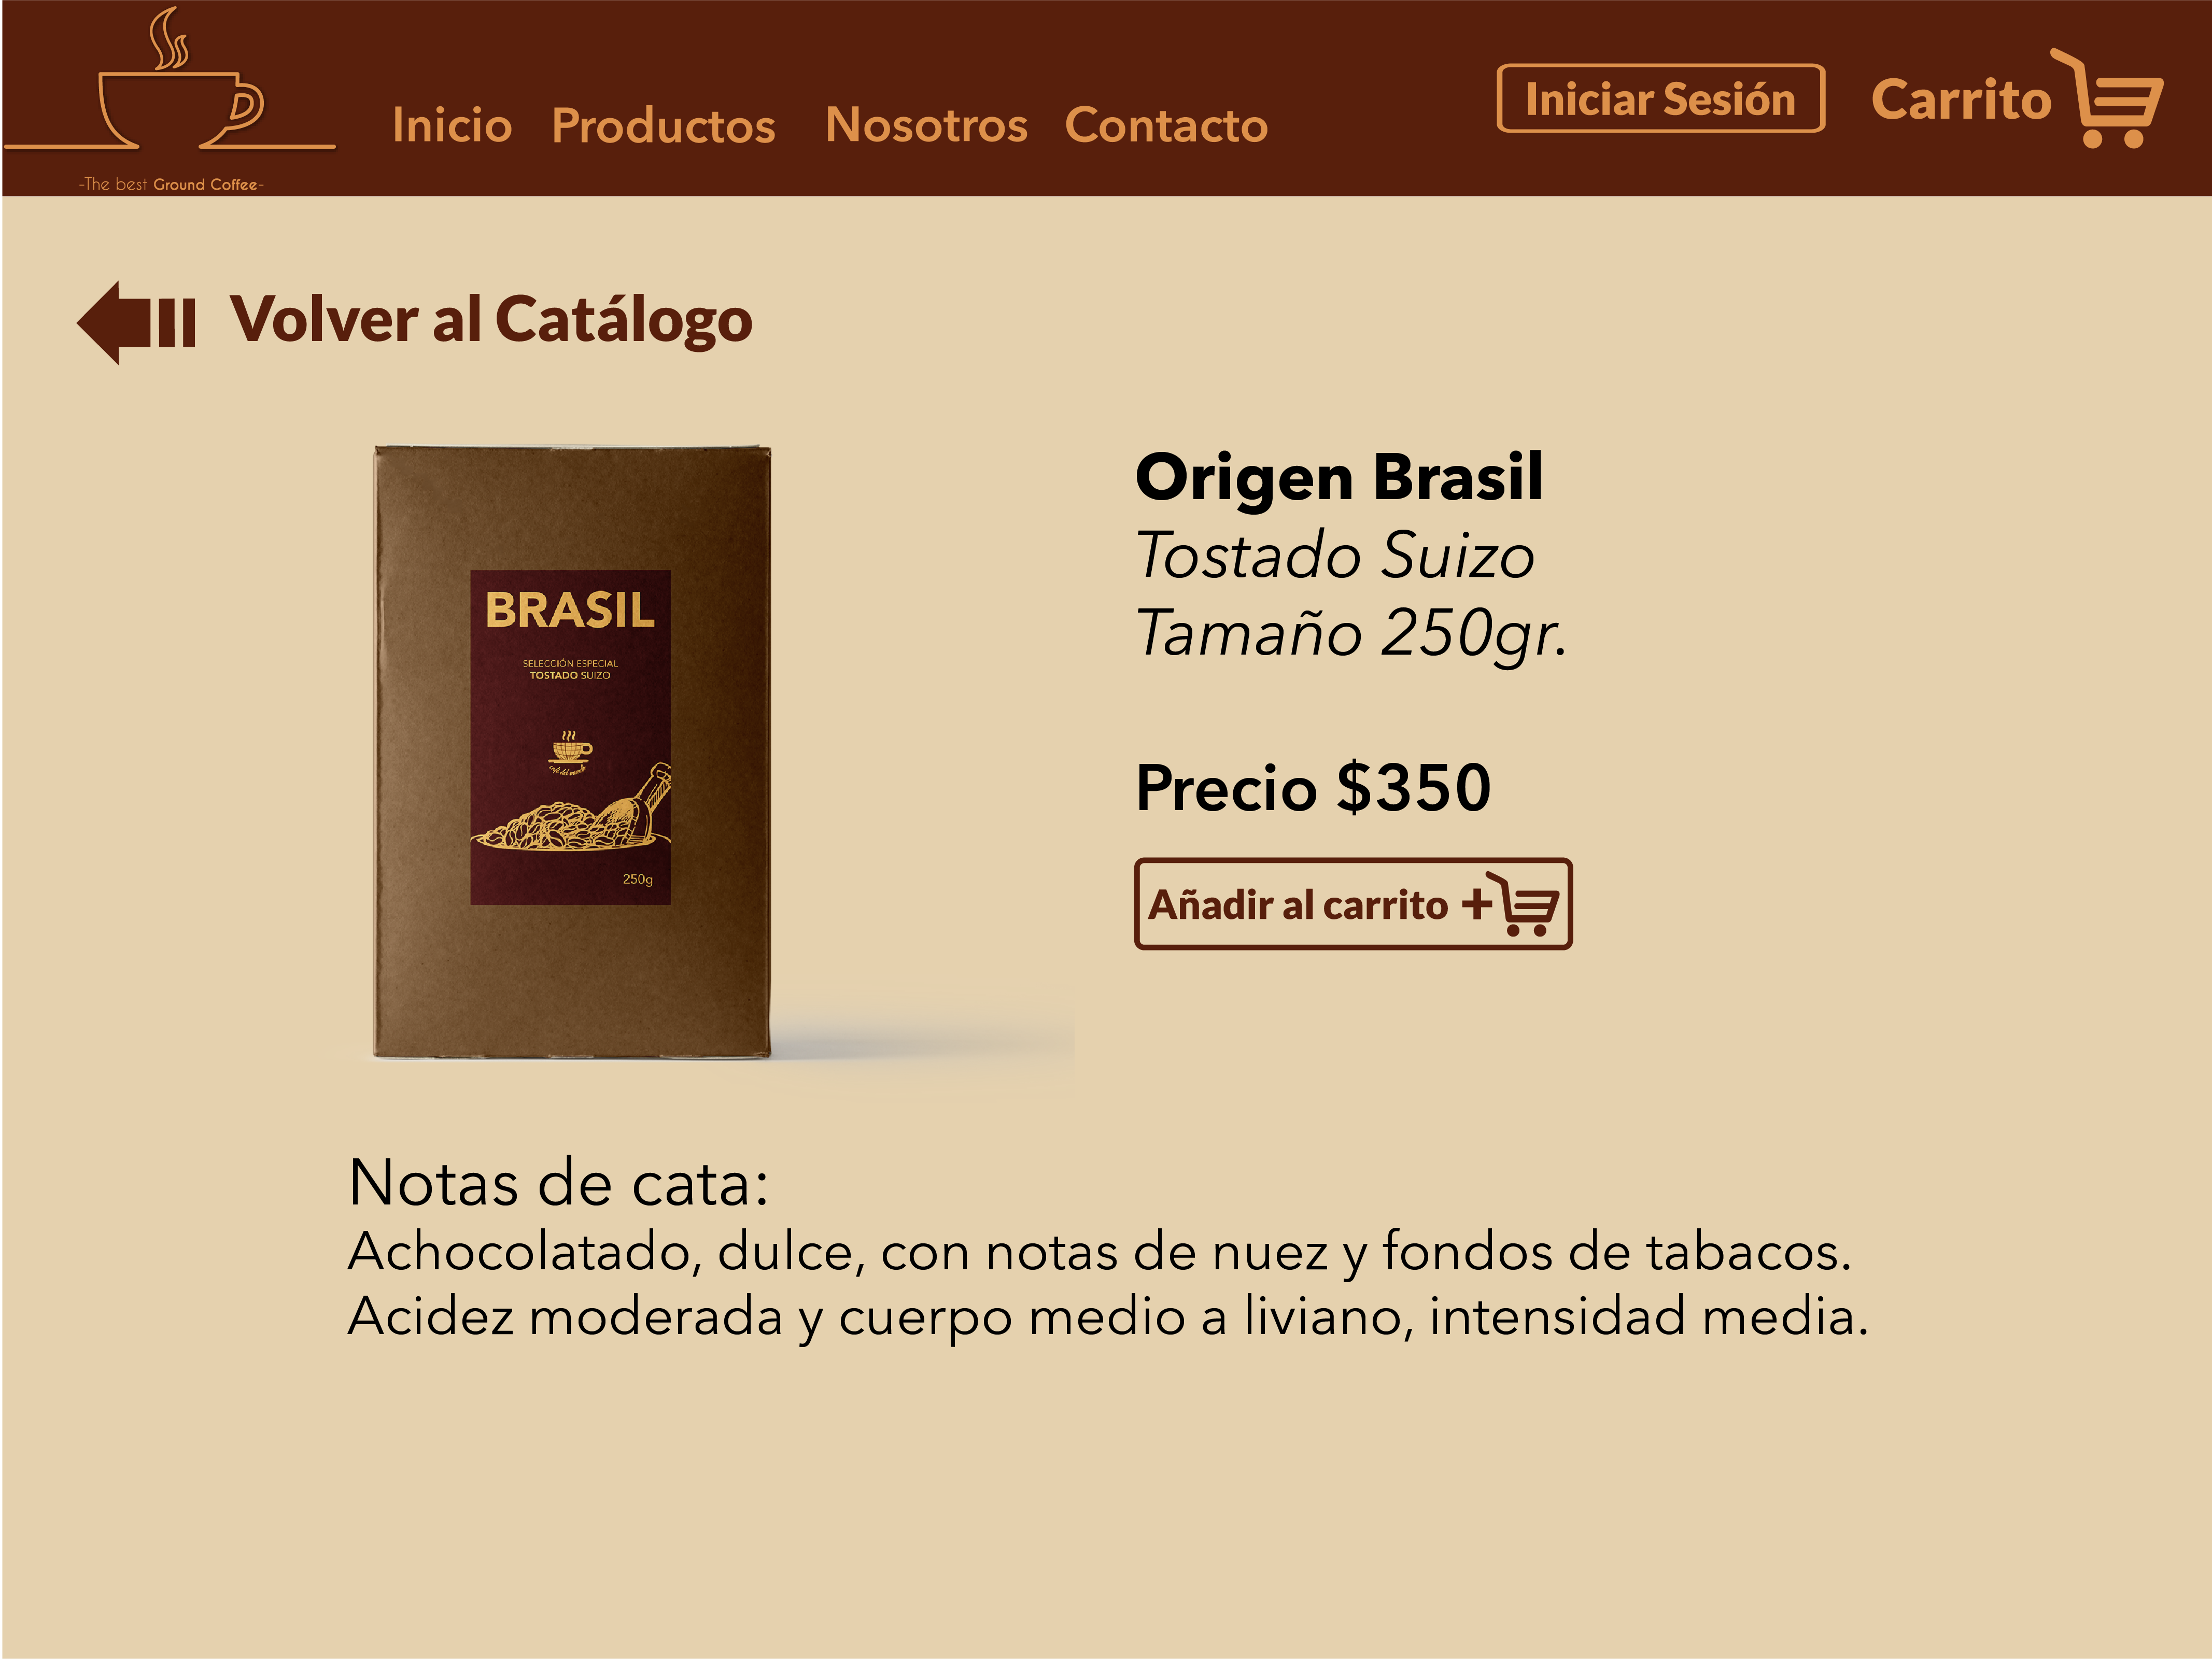 Inicio Productos Nosotros Contacto
Iniciar Sesión
Carrito
-The best Ground Coffee-
Volver al Catálogo
BRASIL
SELECCIÓN ESPECIAL
TOSTADO SUIZO
café del mundo
250g
Origen Brasil
Tostado Suizo
Tamaño 250gr.
Precio $350
Añadir al carrito +
Notas de cata:
Achocolatado, dulce, con notas de nuez y fondos de tabacos.
Acidez moderada y cuerpo medio a liviano, intensidad media.